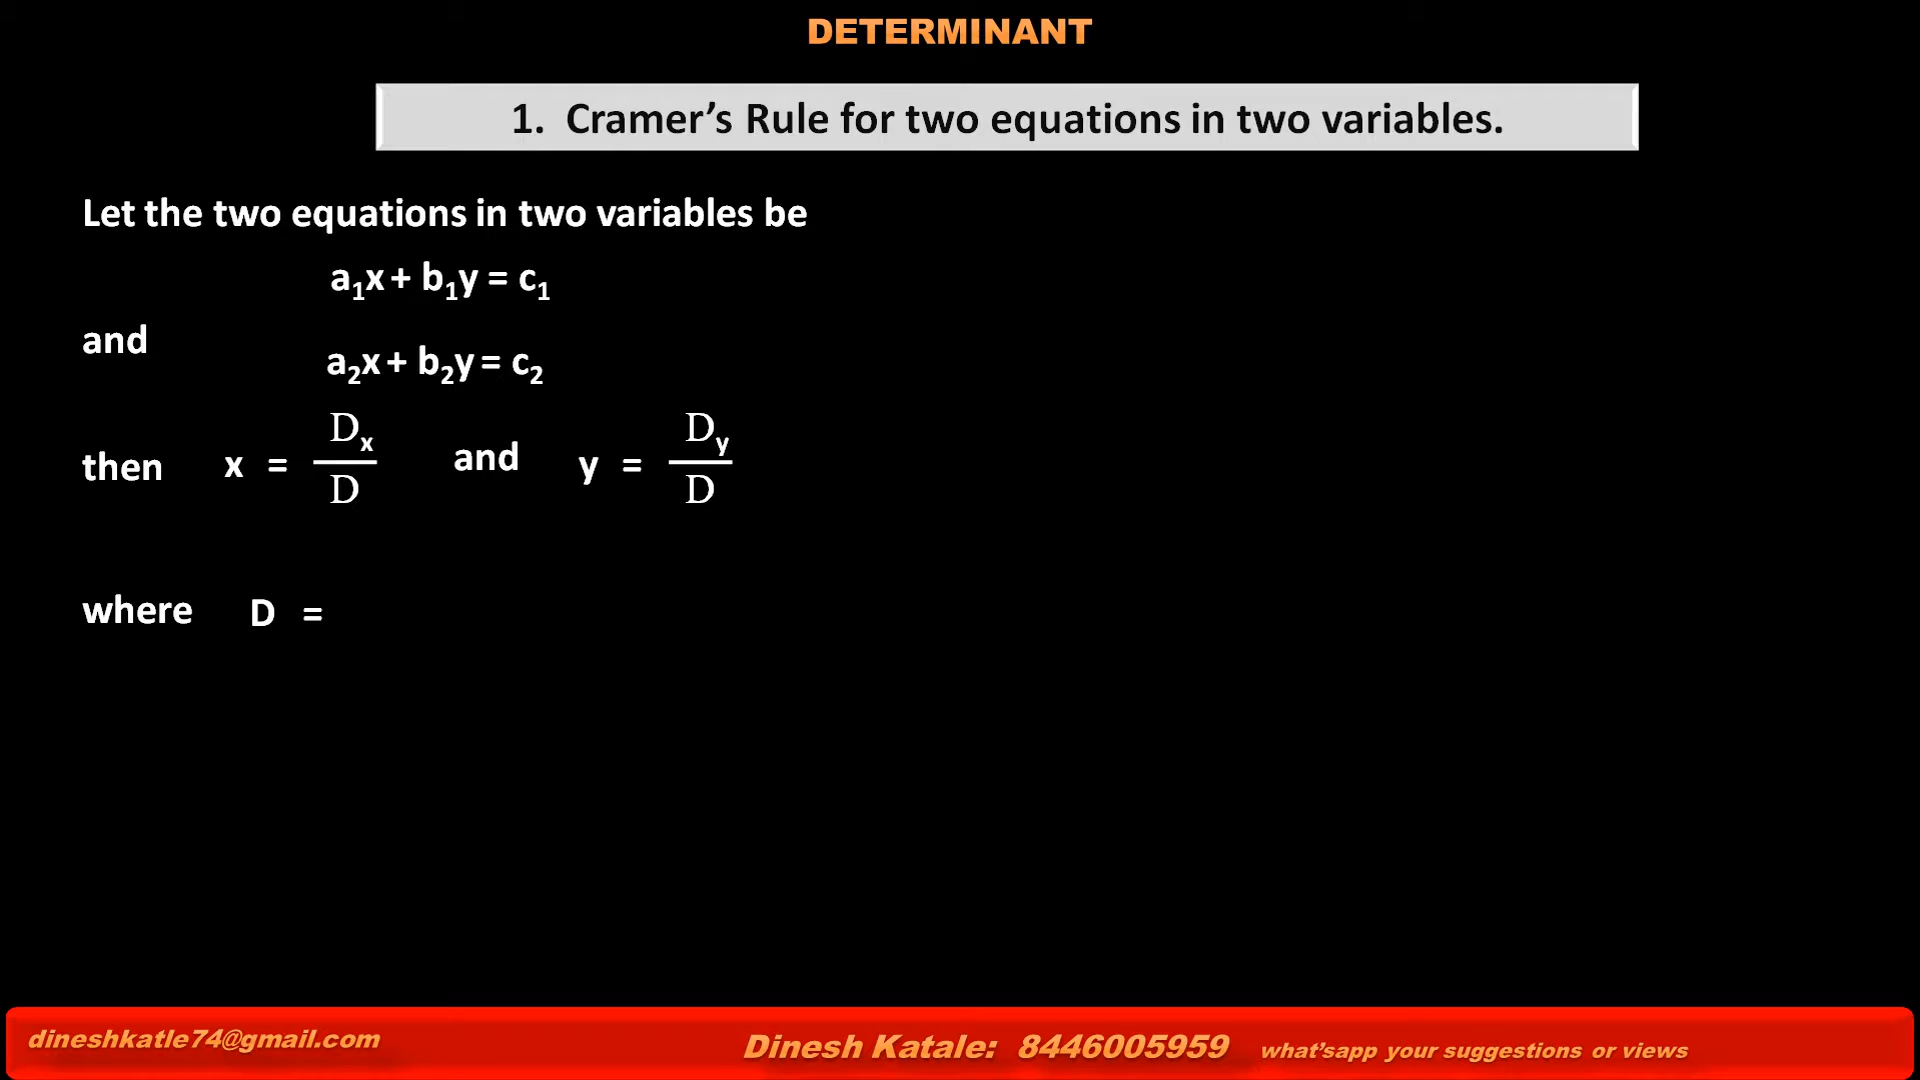 DETERMINANT
1. Cramer’s Rule for two equations in two variables.
Let the two equations in two variables be
a₁x + b₁y = c₁
and
a₂x + b₂y = c₂
then x = Dₓ/D and y = D_y/D
where D =
dineshkatle74@gmail.com
Dinesh Katale: 8446005959 what’sapp your suggestions or views